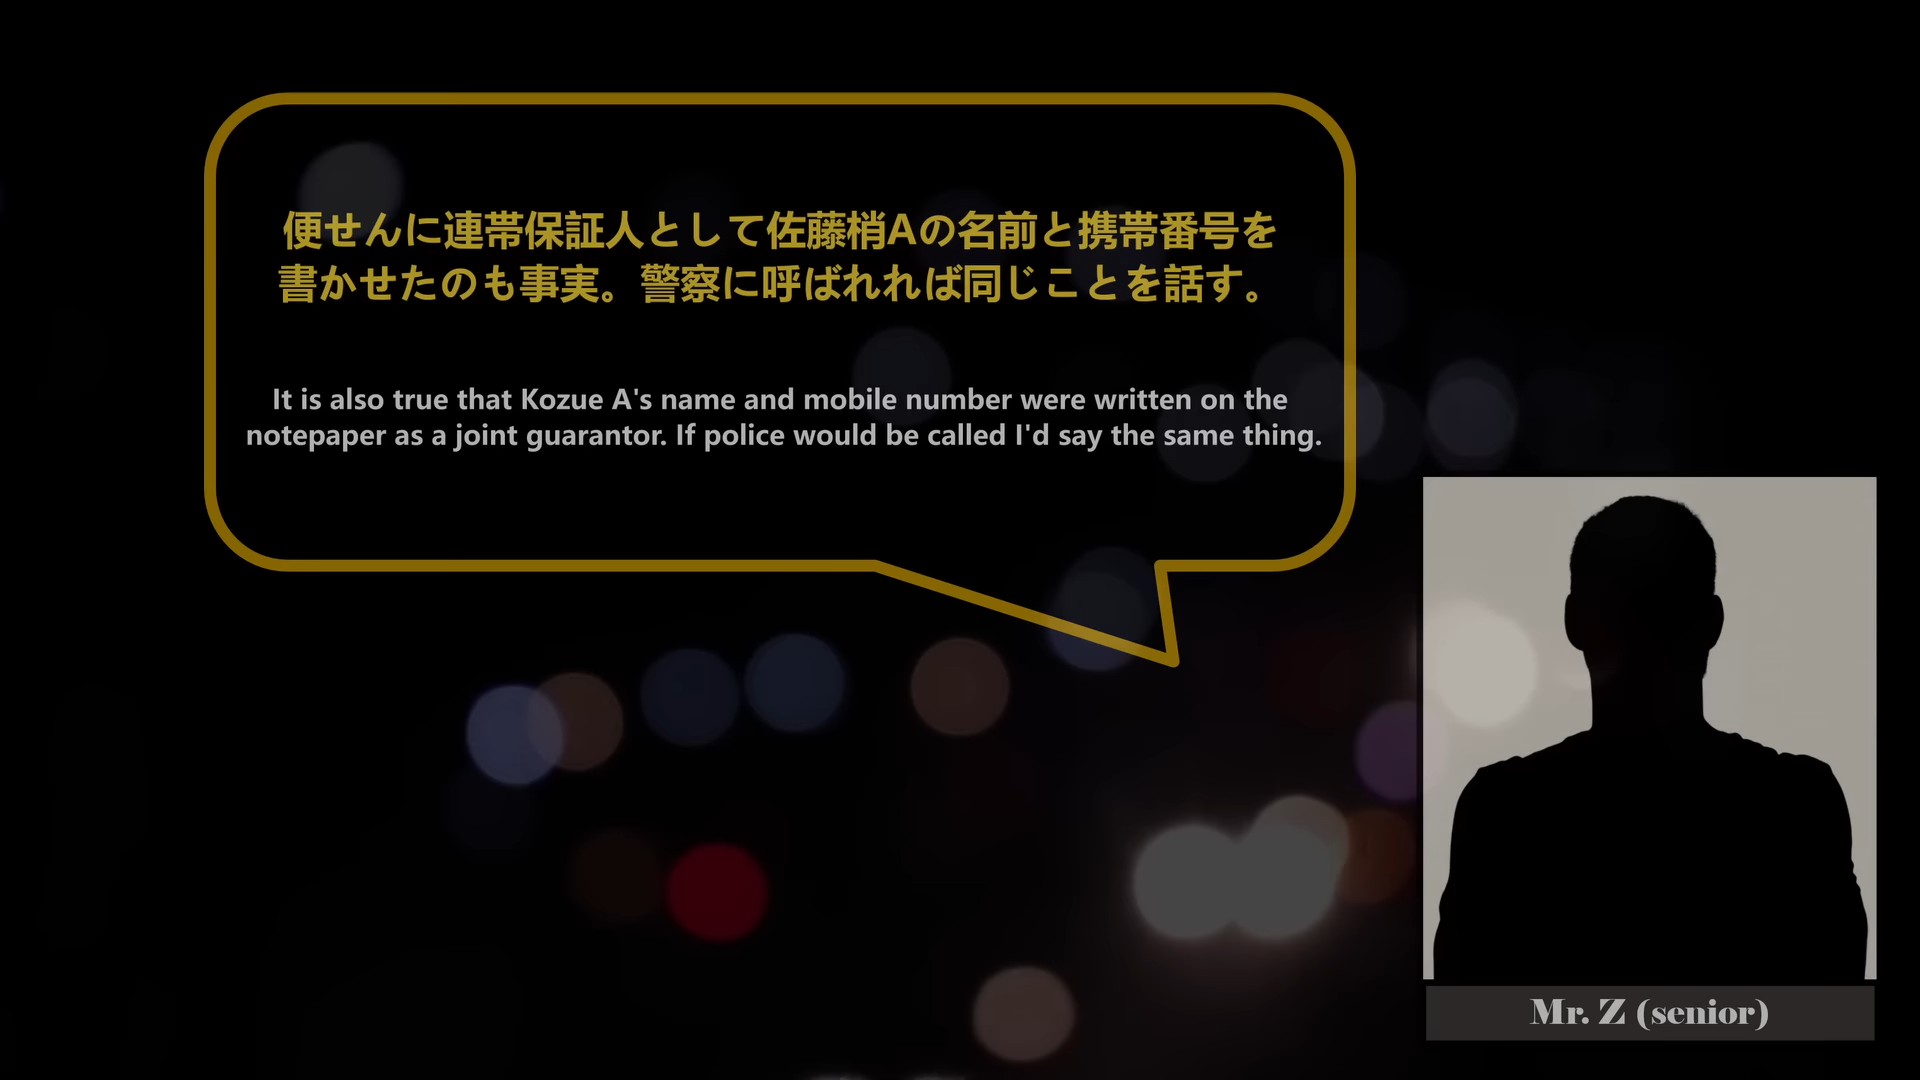 便せんに連帯保証人として佐藤梢Aの名前と携帯番号を
書かせたのも事実。警察に呼ばれれば同じことを話す。
It is also true that Kozue A's name and mobile number were written on the
notepaper as a joint guarantor. If police would be called I'd say the same thing.
Mr. Z (senior)